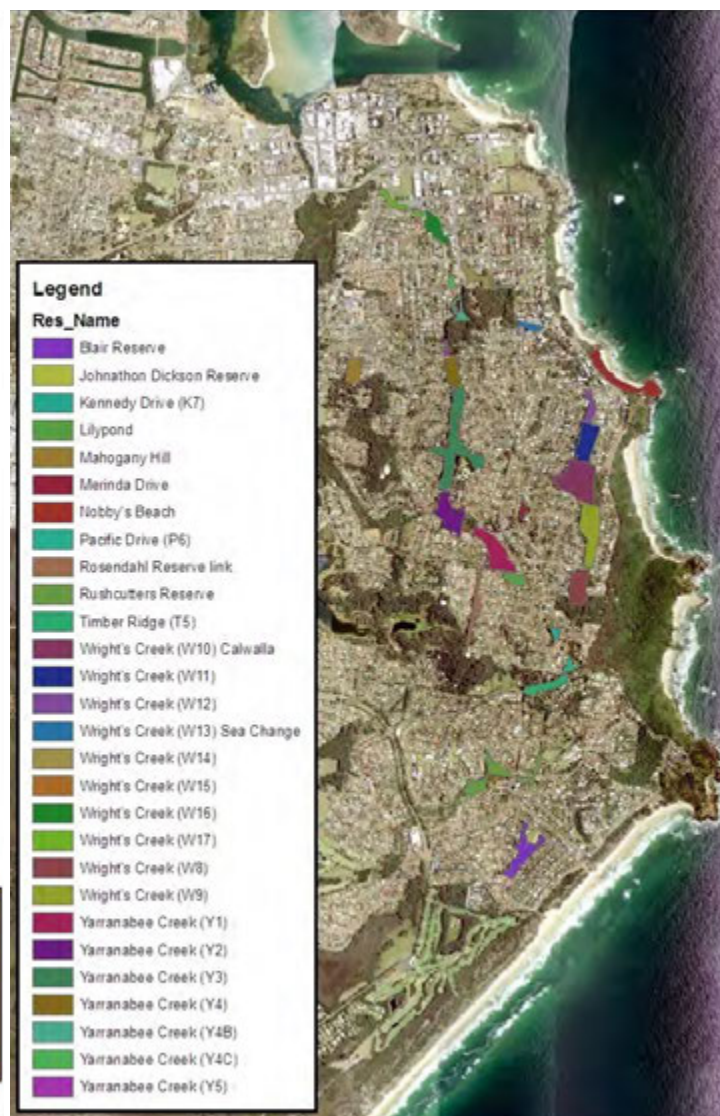 Legend
Res_Name
Blair Reserve
Johnathon Dickson Reserve
Kennedy Drive (K7)
Lilypond
Mahogany Hill
Merinda Drive
Nobby's Beach
Pacific Drive (P6)
Rosendahl Reserve link
Rushcutters Reserve
Timber Ridge (T5)
Wright's Creek (W10) Calwalla
Wright's Creek (W11)
Wright's Creek (W12)
Wright's Creek (W13) Sea Change
Wright's Creek (W14)
Wright's Creek (W15)
Wright's Creek (W16)
Wright's Creek (W17)
Wright's Creek (W8)
Wright's Creek (W9)
Yarranabee Creek (Y1)
Yarranabee Creek (Y2)
Yarranabee Creek (Y3)
Yarranabee Creek (Y4)
Yarranabee Creek (Y4B)
Yarranabee Creek (Y4C)
Yarranabee Creek (Y5)